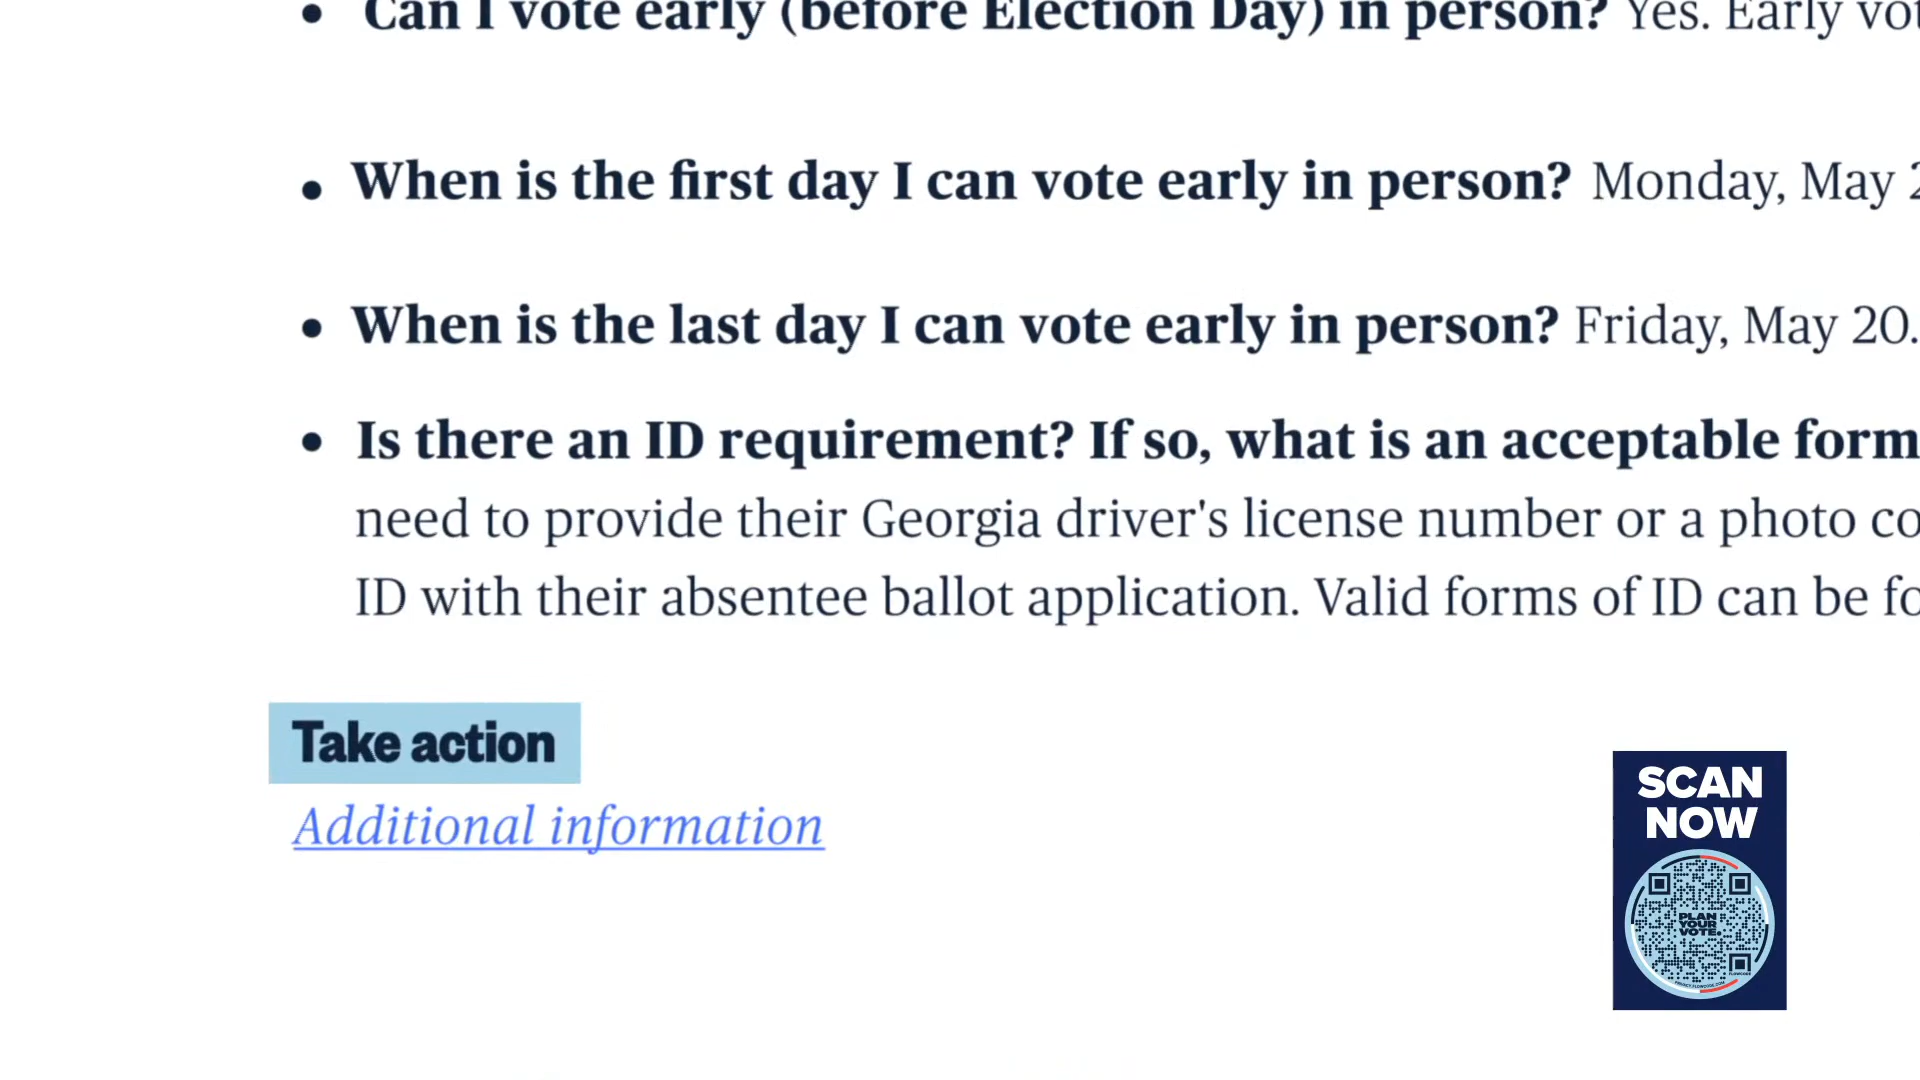 • Can I vote early (before Election Day) in person? Yes. Early
• When is the first day I can vote early in person? Monday, May
• When is the last day I can vote early in person? Friday, May 20.
• Is there an ID requirement? If so, what is an acceptable form
need to provide their Georgia driver's license number or a photo
ID with their absentee ballot application. Valid forms of ID can be
Take action
Additional information
SCAN
NOW
PLAN
YOUR
VOTE.
FLOWCODE
PRIVACY.FLOWCODE.COM